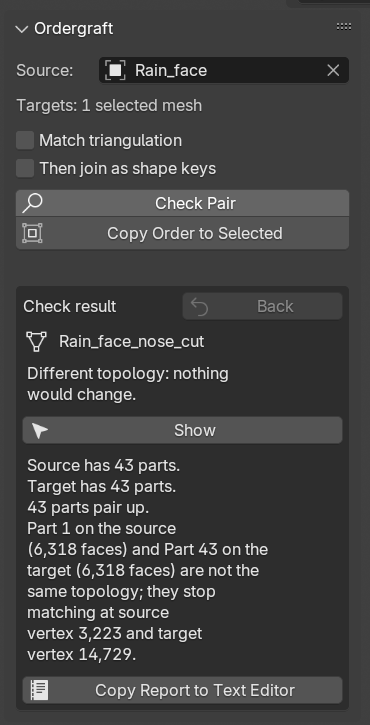 Ordergraft
Source: Rain_face
Targets: 1 selected mesh
Match triangulation
Then join as shape keys
Check Pair
Copy Order to Selected
Check result Back
Rain_face_nose_cut
Different topology: nothing
would change.
Show
Source has 43 parts.
Target has 43 parts.
43 parts pair up.
Part 1 on the source
(6,318 faces) and Part 43 on the
target (6,318 faces) are not the
same topology; they stop
matching at source
vertex 3,223 and target
vertex 14,729.
Copy Report to Text Editor